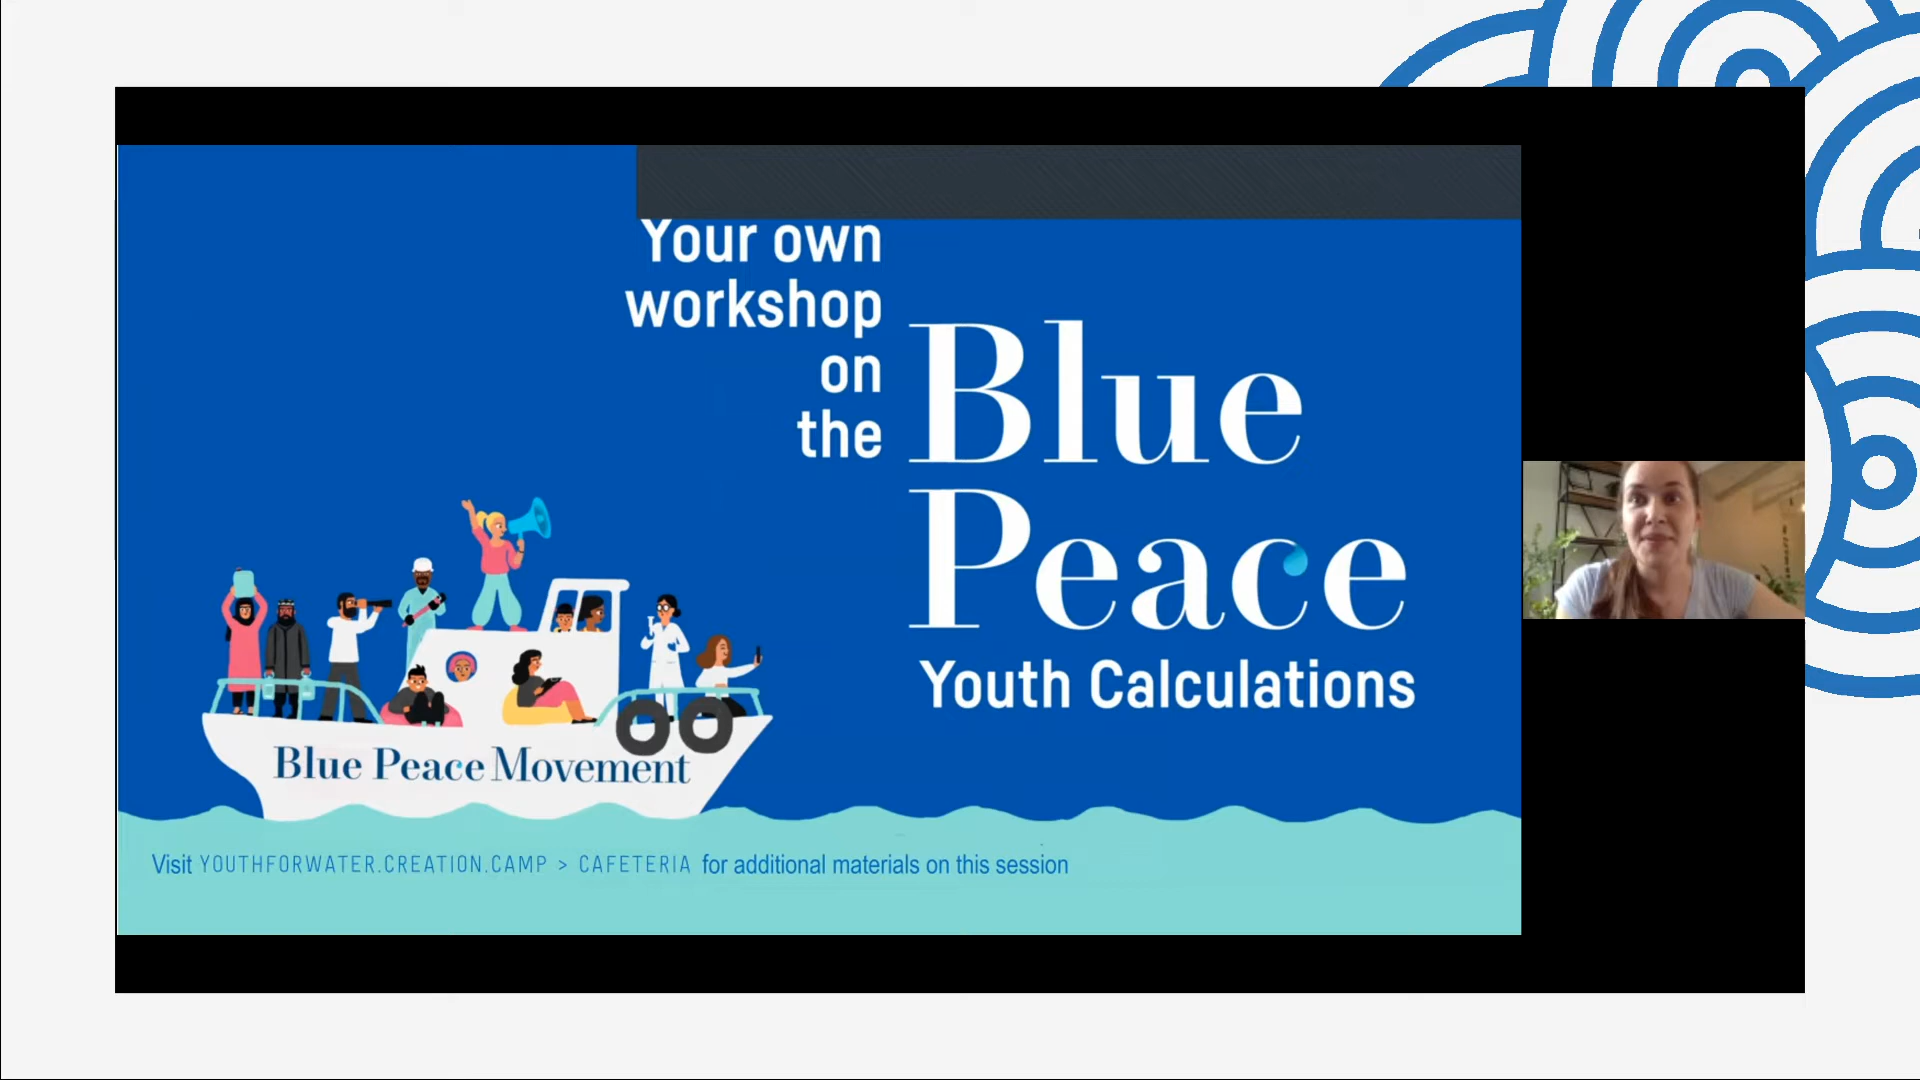 Your own
workshop
on
the
Blue
Peace
Youth Calculations
Blue Peace Movement
Visit YOUTHFORWATER.CREATION.CAMP > CAFETERIA for additional materials on this session